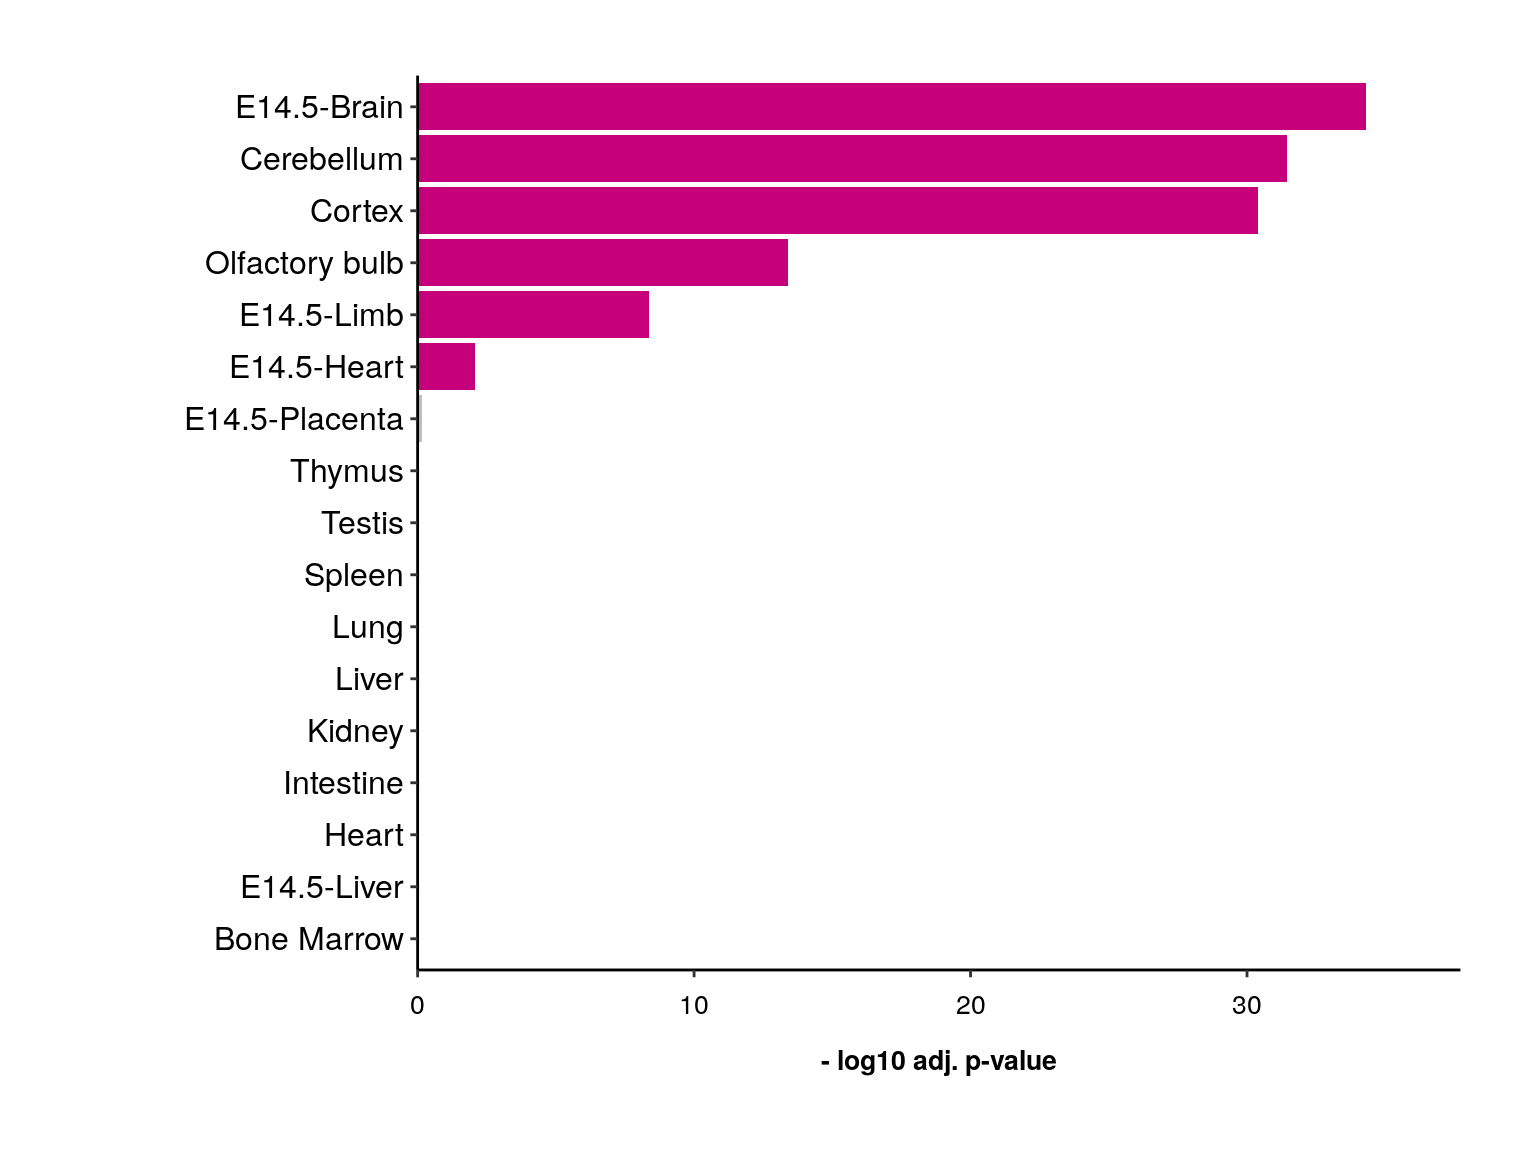 E14.5-Brain
Cerebellum
Cortex
Olfactory bulb
E14.5-Limb
E14.5-Heart
E14.5-Placenta
Thymus
Testis
Spleen
Lung
Liver
Kidney
Intestine
Heart
E14.5-Liver
Bone Marrow
0 10 20 30
- log10 adj. p-value